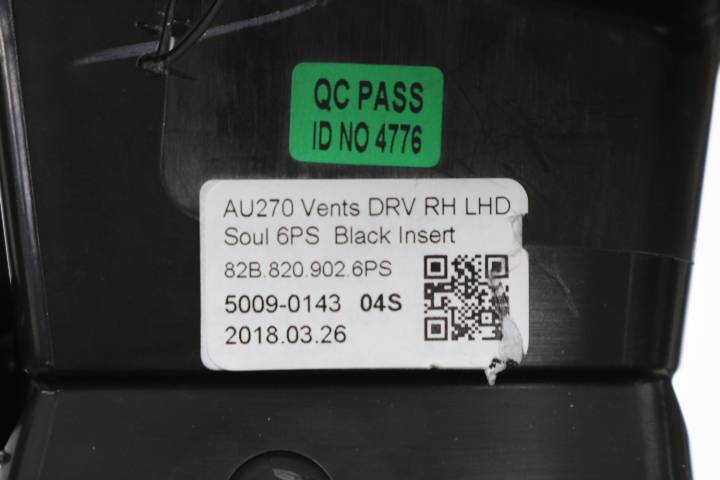 QC PASS
ID NO 4776
AU270 Vents DRV RH LHD
Soul 6PS Black Insert
82B.820.902.6PS
5009-0143 04S
2018.03.26